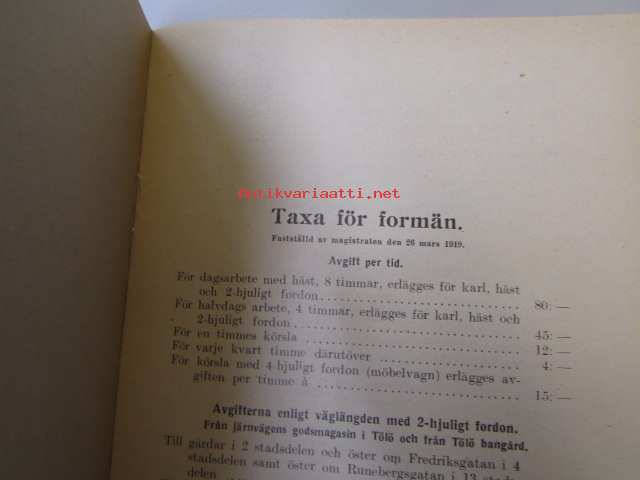 antikvariaatti.net
Taxa för formän.
Fastställd av magistraten den 26 mars 1919.
Avgift per tid.
För dagsarbete med häst, 8 timmar, erlägges för karl, häst
och 2-hjuligt fordon 80: —
För halvdags arbete, 4 timmar, erlägges för karl, häst och
2-hjuligt fordon 45: —
För en timmes körsla 12: —
För varje kvart timme därutöver 4: —
För körsla med 4-hjuligt fordon (möbelvagn) erlägges av-
giften per timme à 15: —
Avgifterna enligt väglängden med 2-hjuligt fordon.
Från järnvägens godsmagasin i Tölö och från Tölö bangård.
Till gårdar i 2 stadsdelen och öster om Fredriksgatan i 4
stadsdelen samt öster om Runebergsgatan i 13 stads-
delen